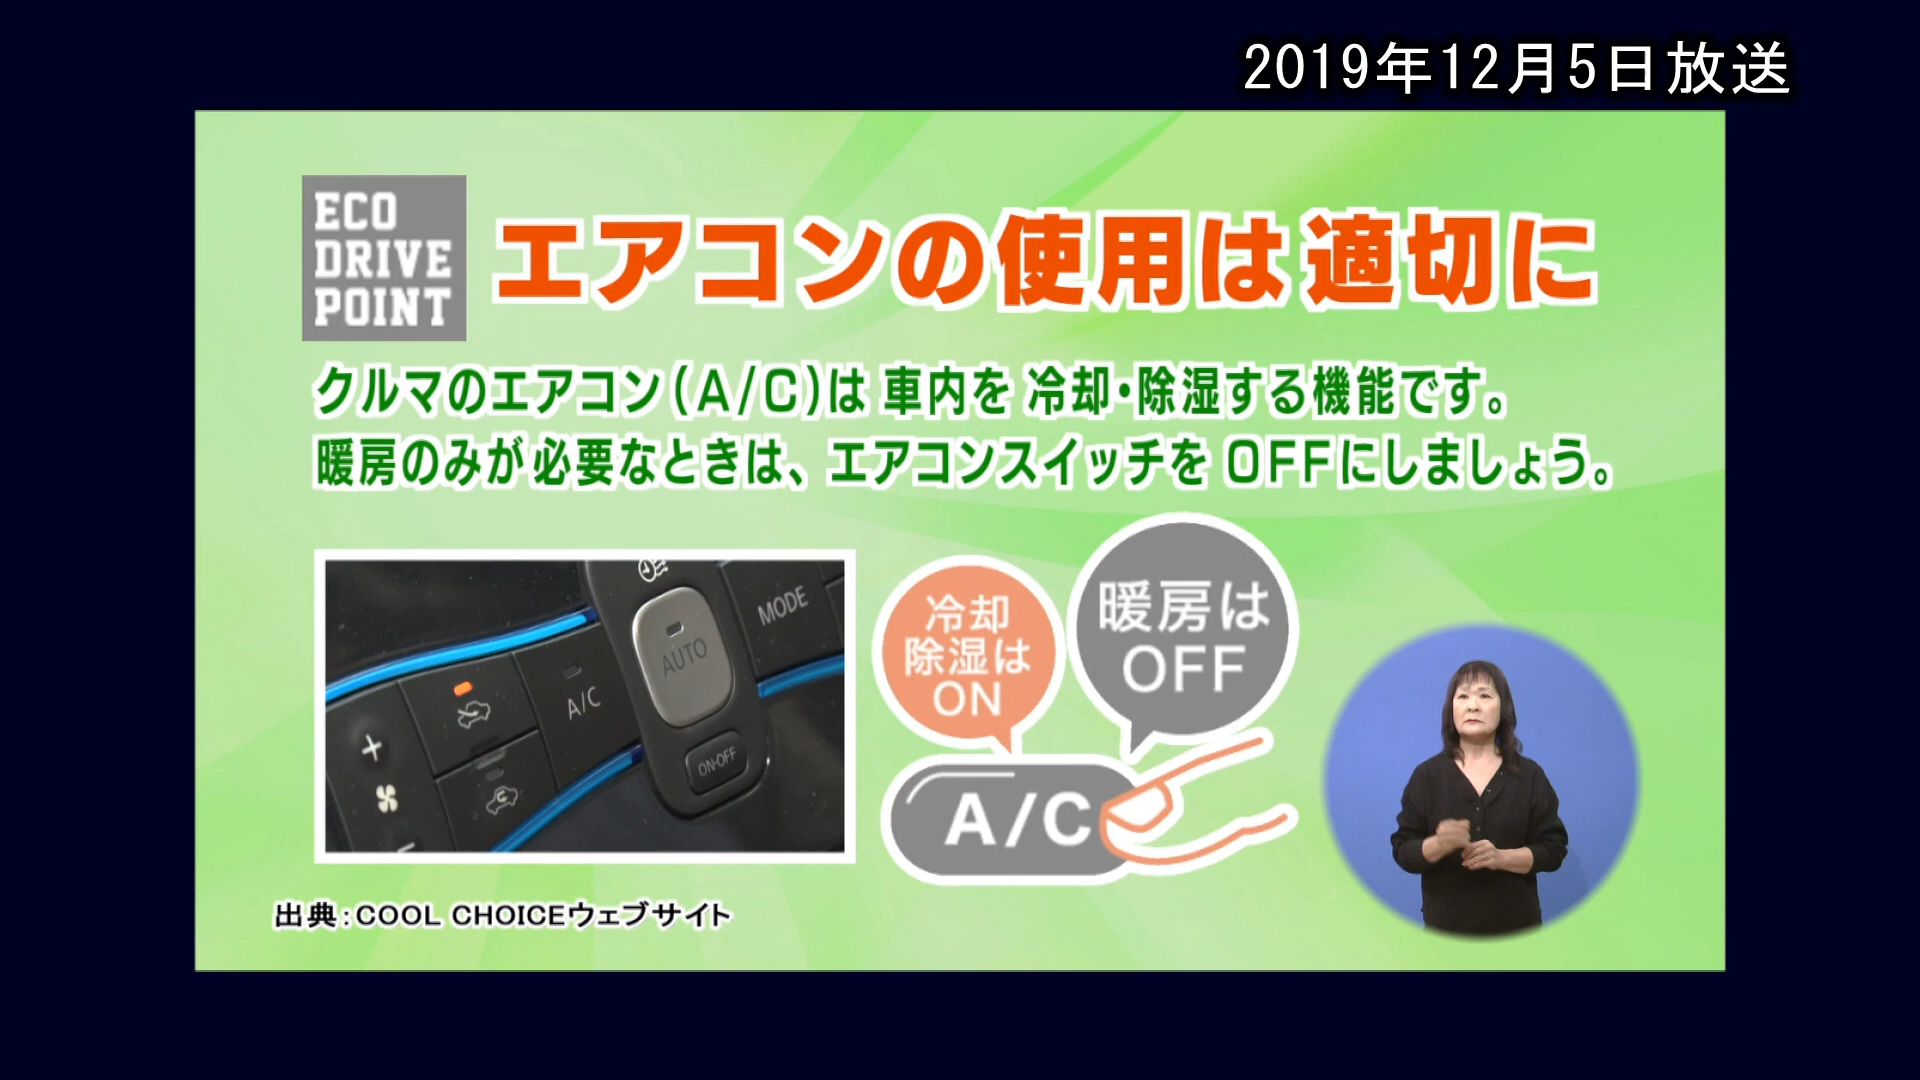 2019年12月5日放送
ECO
DRIVE
POINT
エアコンの使用は適切に
クルマのエアコン(A/C)は 車内を 冷却・除湿する機能です。
暖房のみが必要なときは、エアコンスイッチを OFFにしましょう。
MODE
AUTO
A/C
ON・OFF
冷却
除湿は
ON
暖房は
OFF
A/C
出典:COOL CHOICEウェブサイト